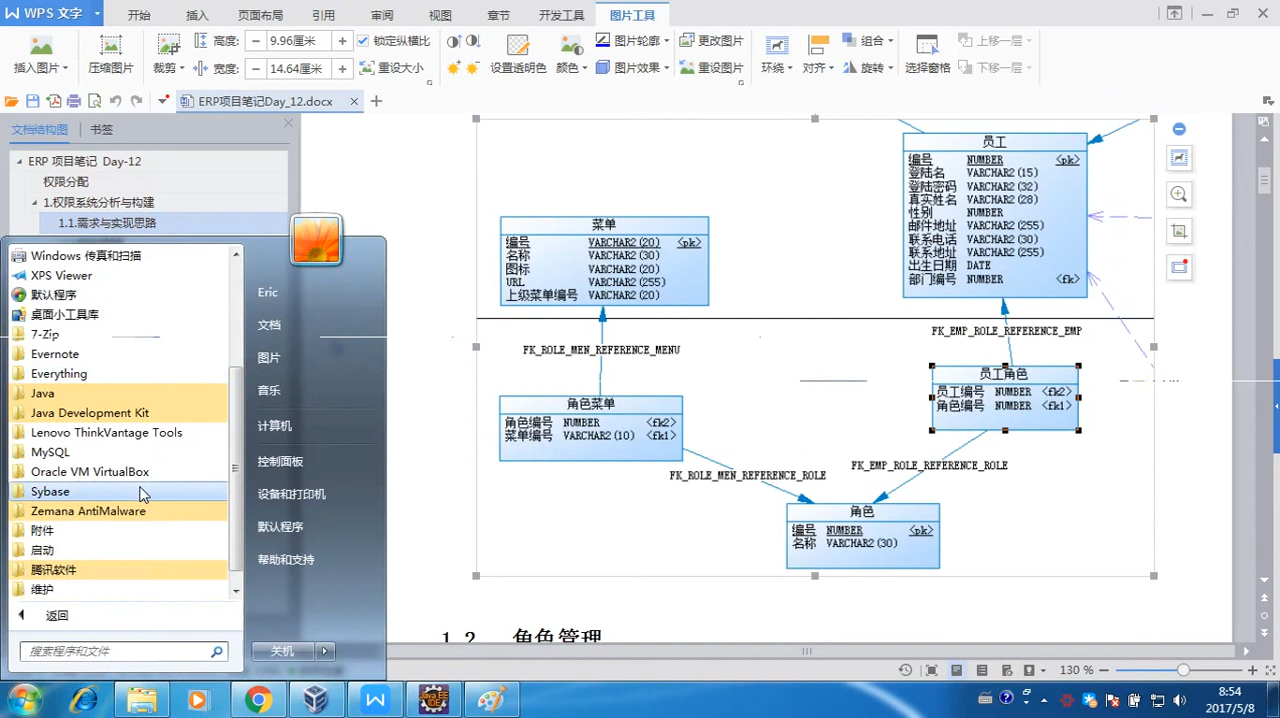 WPS 文字
开始
插入
页面布局
引用
审阅
视图
章节
开发工具
图片工具
插入图片
压缩图片
裁剪
高度:
9.96厘米
锁定纵横比
宽度:
14.64厘米
重设大小
设置透明色
颜色
图片轮廓
图片效果
更改图片
重设图片
环绕
对齐
组合
旋转
选择窗格
上移一层
下移一层
ERP项目笔记Day_12.docx
文档结构图
书签
ERP 项目笔记 Day-12
权限分配
1.权限系统分析与构建
1.1.需求与实现思路
Windows 传真和扫描
XPS Viewer
默认程序
桌面小工具库
7-Zip
Evernote
Everything
Java
Java Development Kit
Lenovo ThinkVantage Tools
MySQL
Oracle VM VirtualBox
Sybase
Zemana AntiMalware
附件
启动
腾讯软件
维护
返回
搜索程序和文件
Eric
文档
图片
音乐
计算机
控制面板
设备和打印机
默认程序
帮助和支持
关机
菜单
编号 VARCHAR2(20) <pk>
名称 VARCHAR2(30)
图标 VARCHAR2(20)
URL VARCHAR2(255)
上级菜单编号 VARCHAR2(20)
员工
编号 NUMBER <pk>
登陆名 VARCHAR2(15)
登陆密码 VARCHAR2(32)
真实姓名 VARCHAR2(28)
性别 NUMBER
邮件地址 VARCHAR2(255)
联系电话 VARCHAR2(30)
联系地址 VARCHAR2(255)
出生日期 DATE
部门编号 NUMBER <fk>
FK_EMP_ROLE_REFERENCE_EMP
FK_ROLE_MEN_REFERENCE_MENU
员工角色
员工编号 NUMBER <fk2>
角色编号 NUMBER <fk1>
角色菜单
角色编号 NUMBER <fk2>
菜单编号 VARCHAR2(10) <fk1>
FK_EMP_ROLE_REFERENCE_ROLE
FK_ROLE_MEN_REFERENCE_ROLE
角色
编号 NUMBER <pk>
名称 VARCHAR2(30)
1.2. 角色管理
130 %
8:54
2017/5/8